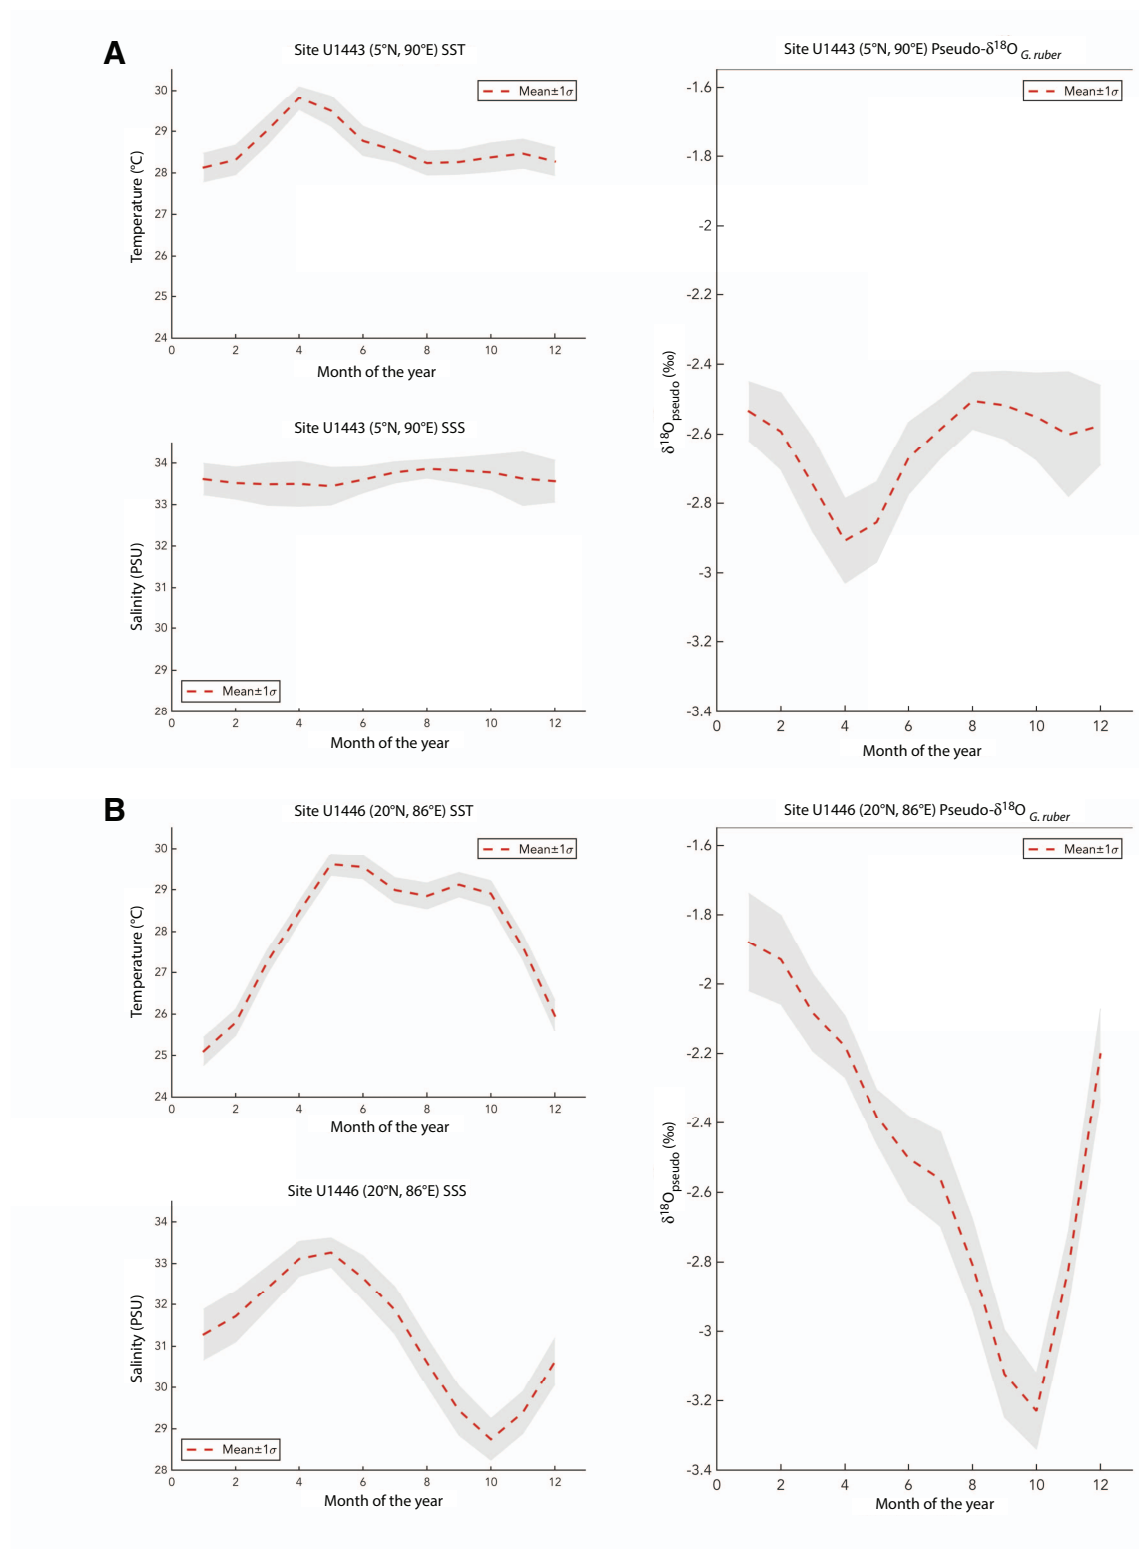 A
Site U1443 (5°N, 90°E) SST
Mean±1σ
30
29
28
27
26
25
24
0 2 4 6 8 10 12
Temperature (°C)
Month of the year
Site U1443 (5°N, 90°E) SSS
34
33
32
31
30
29
28
Mean±1σ
0 2 4 6 8 10 12
Salinity (PSU)
Month of the year
Site U1443 (5°N, 90°E) Pseudo-δ18O G. ruber
Mean±1σ
-1.6
-1.8
-2
-2.2
-2.4
-2.6
-2.8
-3
-3.2
-3.4
0 2 4 6 8 10 12
δ18Opseudo (‰)
Month of the year
B
Site U1446 (20°N, 86°E) SST
Mean±1σ
30
29
28
27
26
25
24
0 2 4 6 8 10 12
Temperature (°C)
Month of the year
Site U1446 (20°N, 86°E) SSS
34
33
32
31
30
29
28
Mean±1σ
0 2 4 6 8 10 12
Salinity (PSU)
Month of the year
Site U1446 (20°N, 86°E) Pseudo-δ18O G. ruber
Mean±1σ
-1.6
-1.8
-2
-2.2
-2.4
-2.6
-2.8
-3
-3.2
-3.4
0 2 4 6 8 10 12
δ18Opseudo (‰)
Month of the year